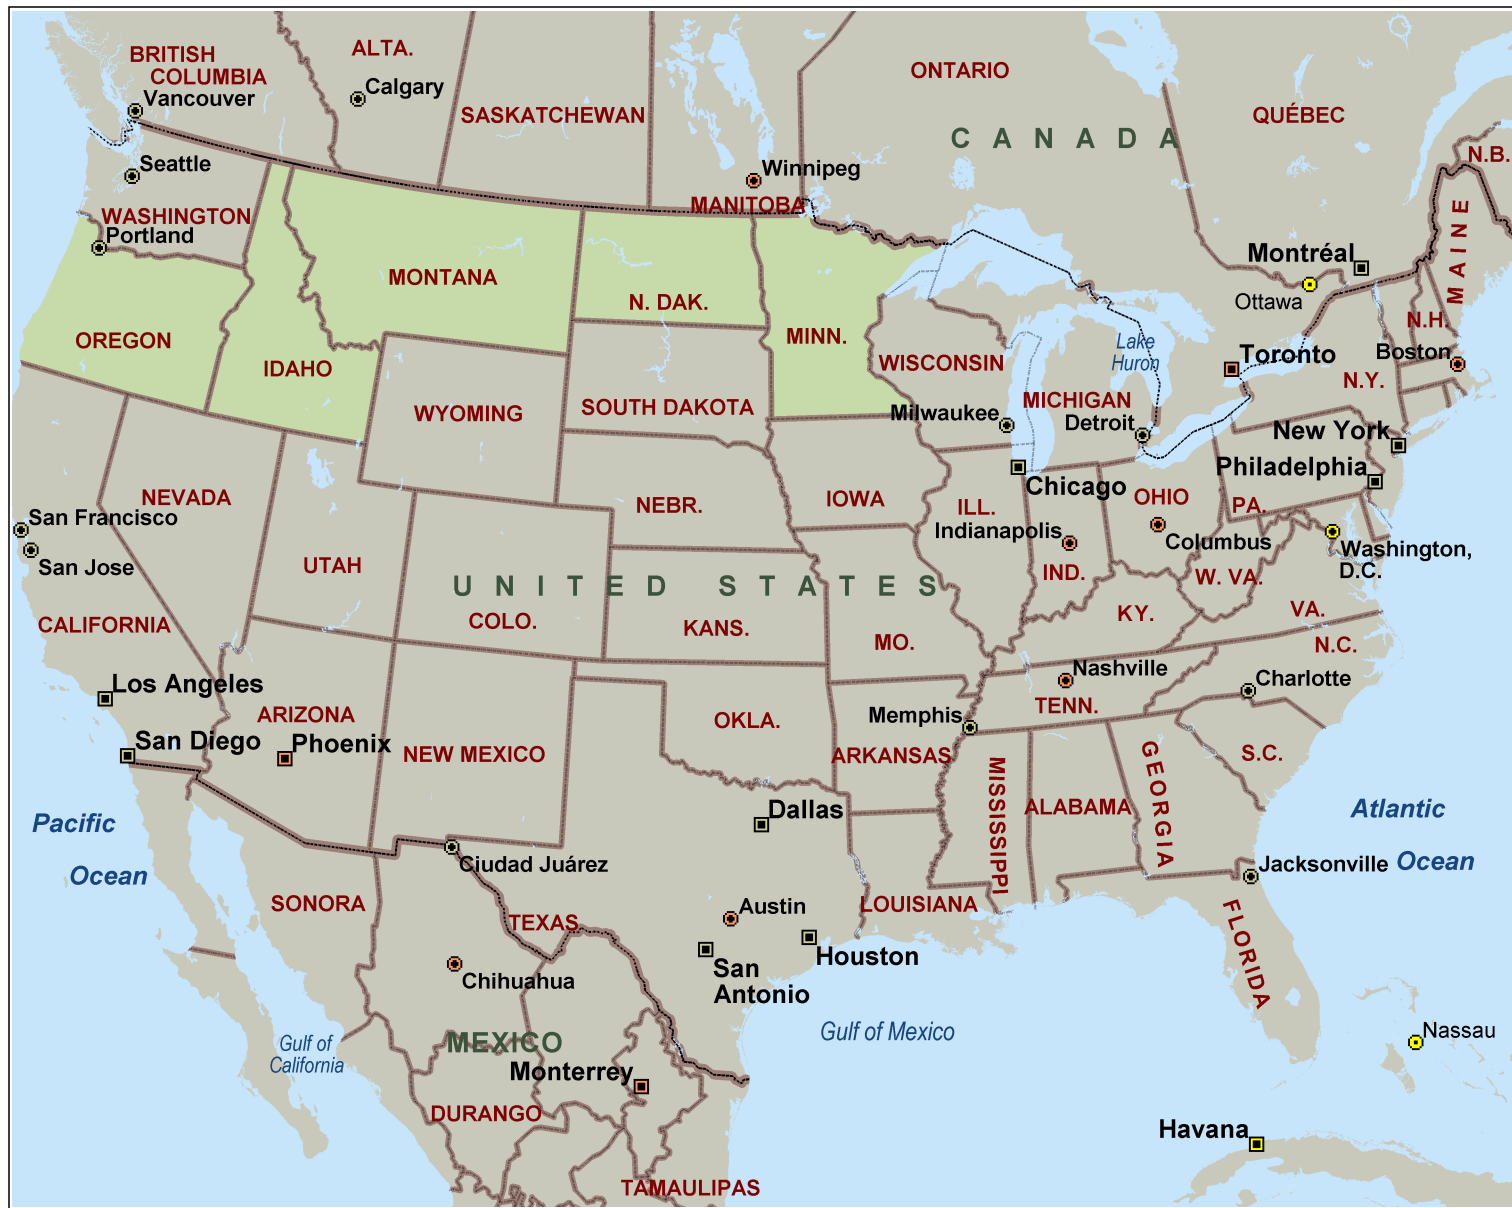 BRITISH
COLUMBIA
ALTA.
ONTARIO
Calgary
Vancouver
SASKATCHEWAN
QUÉBEC
CANADA
N.B.
Seattle
Winnipeg
MANITOBA
WASHINGTON
Portland
MAINE
Montréal
MONTANA
Ottawa
N. DAK.
N.H.
OREGON
MINN.
Lake
Huron
Boston
Toronto
WISCONSIN
IDAHO
N.Y.
MICHIGAN
SOUTH DAKOTA
WYOMING
Milwaukee
Detroit
New York
Philadelphia
Chicago
NEVADA
IOWA
OHIO
NEBR.
ILL.
PA.
San Francisco
Indianapolis
Columbus
Washington,
D.C.
San Jose
UTAH
IND.
W. VA.
UNITED STATES
VA.
KY.
COLO.
CALIFORNIA
KANS.
MO.
N.C.
Nashville
Charlotte
Los Angeles
TENN.
ARIZONA
Memphis
OKLA.
San Diego
Phoenix
NEW MEXICO
ARKANSAS
S.C.
MISSISSIPPI
ALABAMA
GEORGIA
Dallas
Pacific
Ocean
Atlantic
Ocean
Ciudad Juárez
Jacksonville
SONORA
Austin
LOUISIANA
TEXAS
FLORIDA
Houston
San
Antonio
Chihuahua
Gulf of Mexico
Nassau
Gulf of
California
MEXICO
Monterrey
DURANGO
Havana
TAMAULIPAS